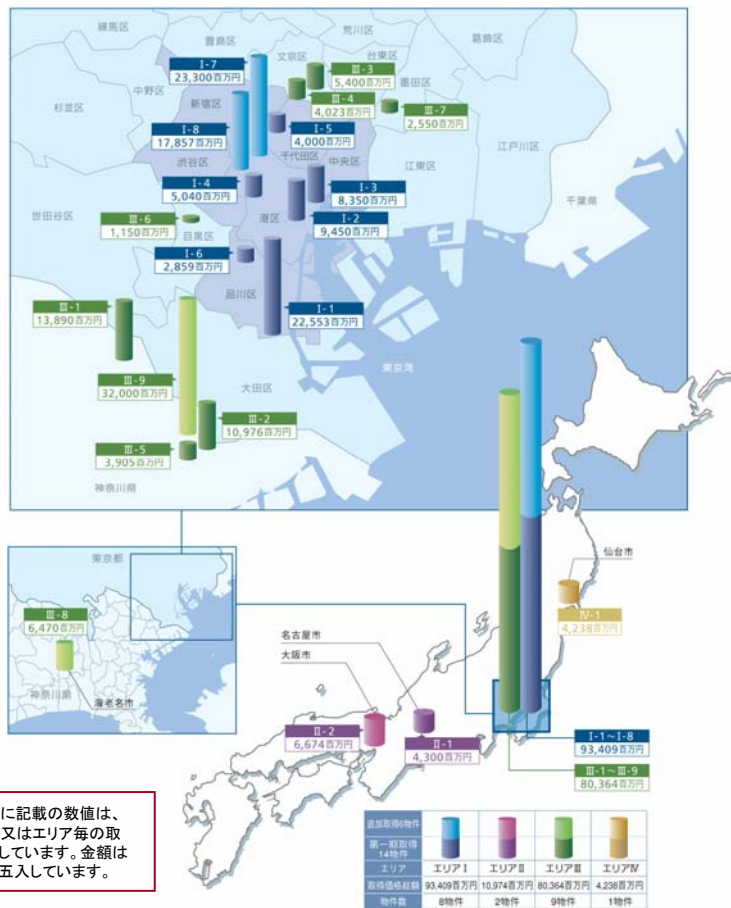 練馬区
豊島区
荒川区
葛飾区
文京区
台東区
I-7
23,300百万円
III-3
5,400百万円
墨田区
中野区
新宿区
III-4
4,023百万円
III-7
2,550百万円
杉並区
I-8
17,857百万円
I-5
4,000百万円
江戸川区
千代田区
中央区
渋谷区
江東区
I-4
5,040百万円
I-3
8,350百万円
千葉県
世田谷区
III-6
1,150百万円
港区
I-2
9,450百万円
目黒区
I-6
2,859百万円
品川区
III-1
13,890百万円
I-1
22,553百万円
東京湾
III-9
32,000百万円
大田区
III-2
10,976百万円
III-5
3,905百万円
神奈川県
東京都
仙台市
III-8
6,470百万円
IV-1
4,238百万円
名古屋市
大阪市
神奈川県
海老名市
II-2
6,674百万円
II-1
4,300百万円
I-1～I-8
93,409百万円
III-1～III-9
80,364百万円
に記載の数値は、
又はエリア毎の取
しています。金額は
五入しています。
追加取得6物件
第一期取得
14物件
エリア エリアI エリアII エリアIII エリアIV
取得価格総額 93,409百万円 10,974百万円 80,364百万円 4,238百万円
物件数 8物件 2物件 9物件 1物件